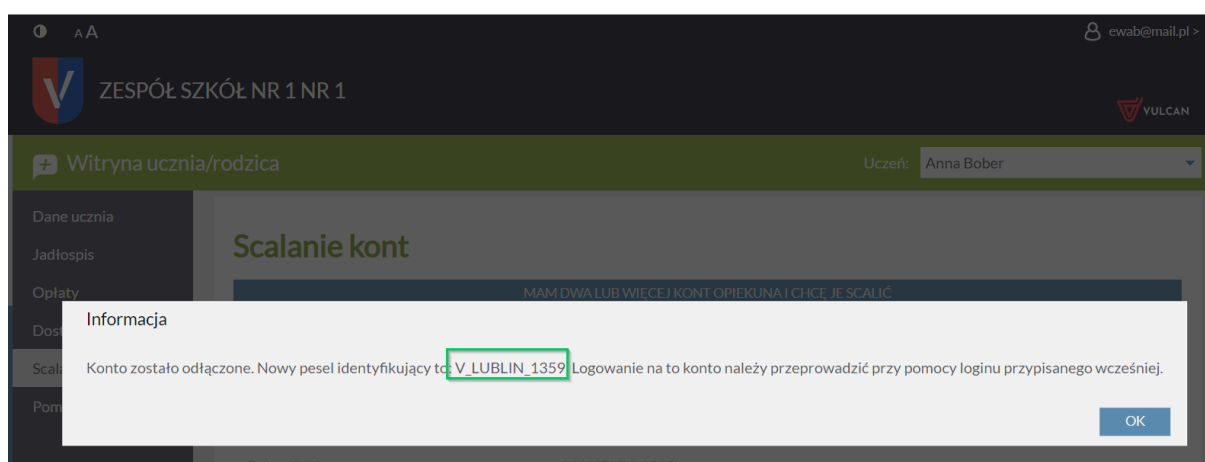 A A
ewab@mail.pl >
ZESPÓŁ SZKÓŁ NR 1 NR 1
VULCAN
Witryna ucznia/rodzica
Uczeń: Anna Bober
Dane ucznia
Jadłospis
Scalanie kont
Opłaty
MAM DWA LUB WIĘCEJ KONT OPIEKUNA I CHCĘ JE SCALIĆ
Informacja
Konto zostało odłączone. Nowy pesel identyfikujący to: V_LUBLIN_1359. Logowanie na to konto należy przeprowadzić przy pomocy loginu przypisanego wcześniej.
OK